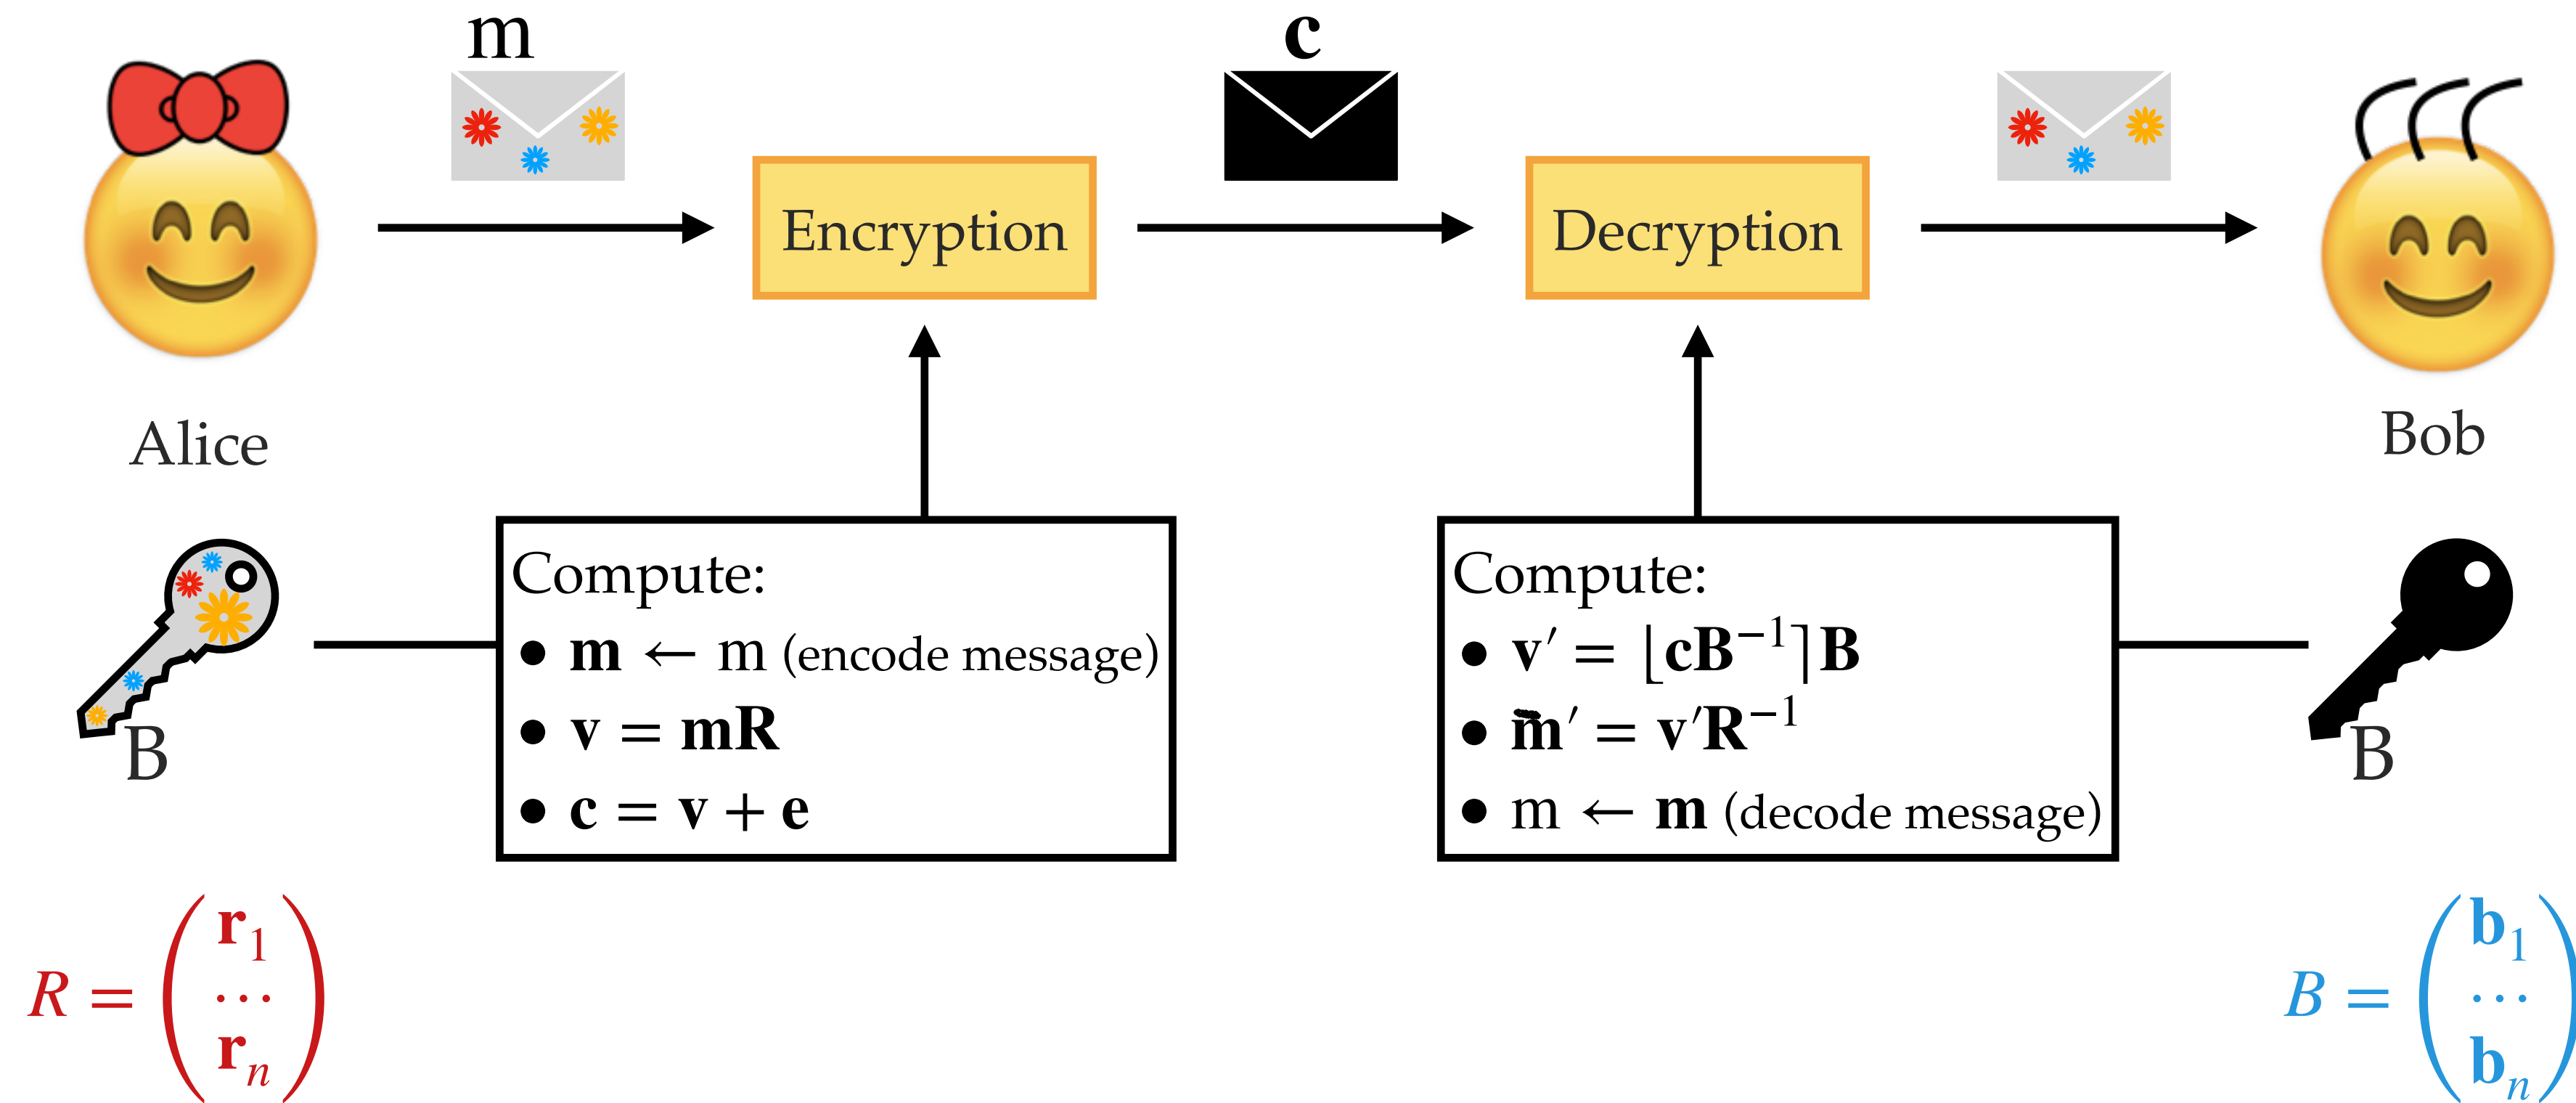 m
c
Encryption
Decryption
Alice
Bob
B
Compute:
• m ← m (encode message)
• v = mR
• c = v + e
Compute:
• v′ = ⌊cB⁻¹⌉B
• m′ = v′R⁻¹
• m ← m (decode message)
B
R = (r₁ ⋯ rₙ)
B = (b₁ ⋯ bₙ)